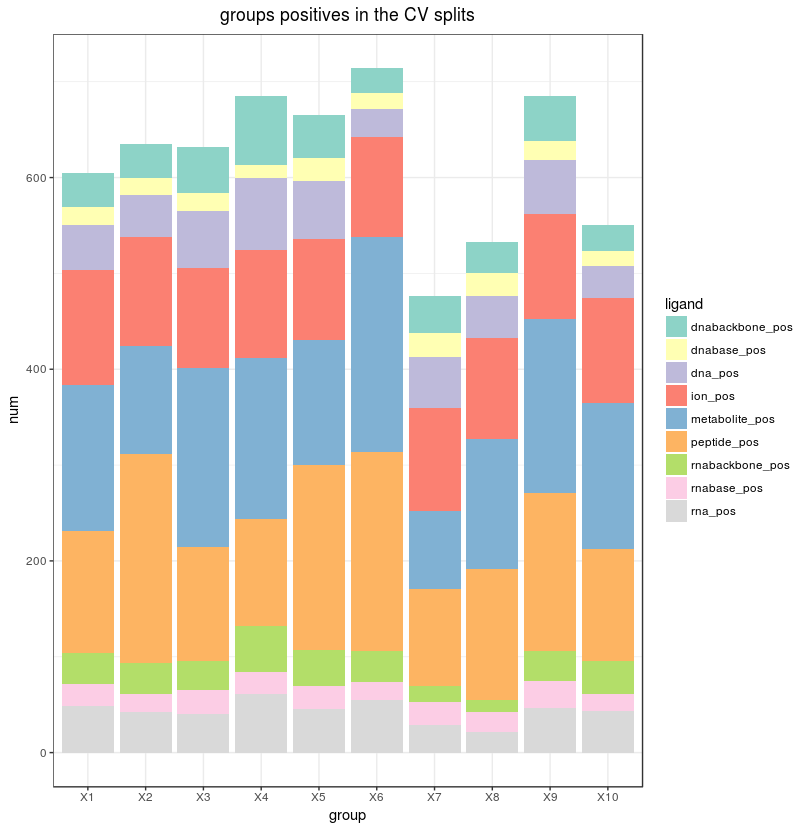 groups positives in the CV splits
num
600
400
200
0
X1 X2 X3 X4 X5 X6 X7 X8 X9 X10
group
ligand
dnabackbone_pos
dnabase_pos
dna_pos
ion_pos
metabolite_pos
peptide_pos
rnabackbone_pos
rnabase_pos
rna_pos